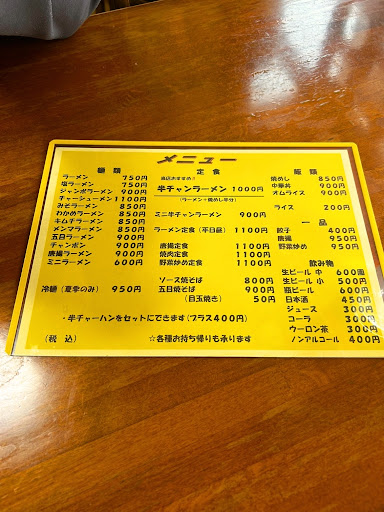 メニュー
麺類
ラーメン 750円
塩ラーメン 750円
ジャンボラーメン 900円
チャーシューメン 1100円
みそラーメン 850円
わかめラーメン 850円
キムチラーメン 850円
メンマラーメン 850円
五目ラーメン 900円
チャンポン 900円
唐揚ラーメン 900円
ミニラーメン 600円
冷麺（夏季のみ） 950円
定食
当店おすすめ!!
半チャンラーメン 1000円
（ラーメン＋焼めし半分）
ミニ半チャンラーメン 900円
ラーメン定食（平日昼） 1100円
唐揚定食 1100円
焼肉定食 1100円
野菜炒め定食 1100円
ソース焼そば 800円
五目焼そば 900円
（目玉焼き） 50円
飯類
焼めし 850円
中華丼 900円
オムライス 900円
ライス 200円
一品
餃子 400円
唐揚 950円
野菜炒め 900円
飲み物
生ビール 中 600園
生ビール 小 500円
瓶ビール 600円
日本酒 450円
ジュース 300円
コーラ 300円
ウーロン茶 300円
ノンアルコール 400円
・半チャーハンをセットにできます（プラス400円）
（税込） ☆各種お持ち帰りも承ります